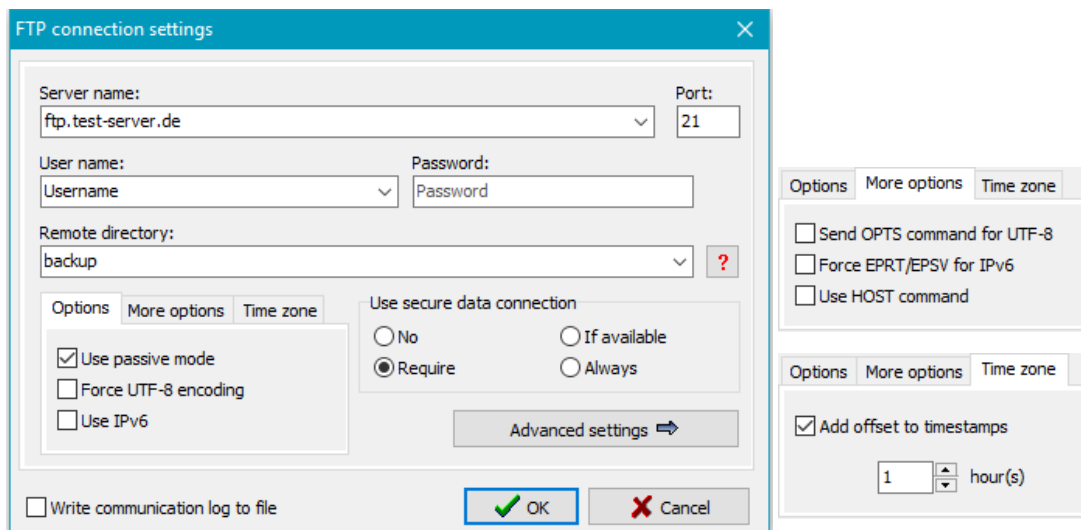 FTP connection settings
Server name: Port:
ftp.test-server.de 21
User name: Password:
Username Password
Remote directory:
backup ?
Options More options Time zone
Use passive mode
Force UTF-8 encoding
Use IPv6
Use secure data connection
No If available
Require Always
Advanced settings
Write communication log to file OK Cancel
Options More options Time zone
Send OPTS command for UTF-8
Force EPRT/EPSV for IPv6
Use HOST command
Options More options Time zone
Add offset to timestamps
1 hour(s)